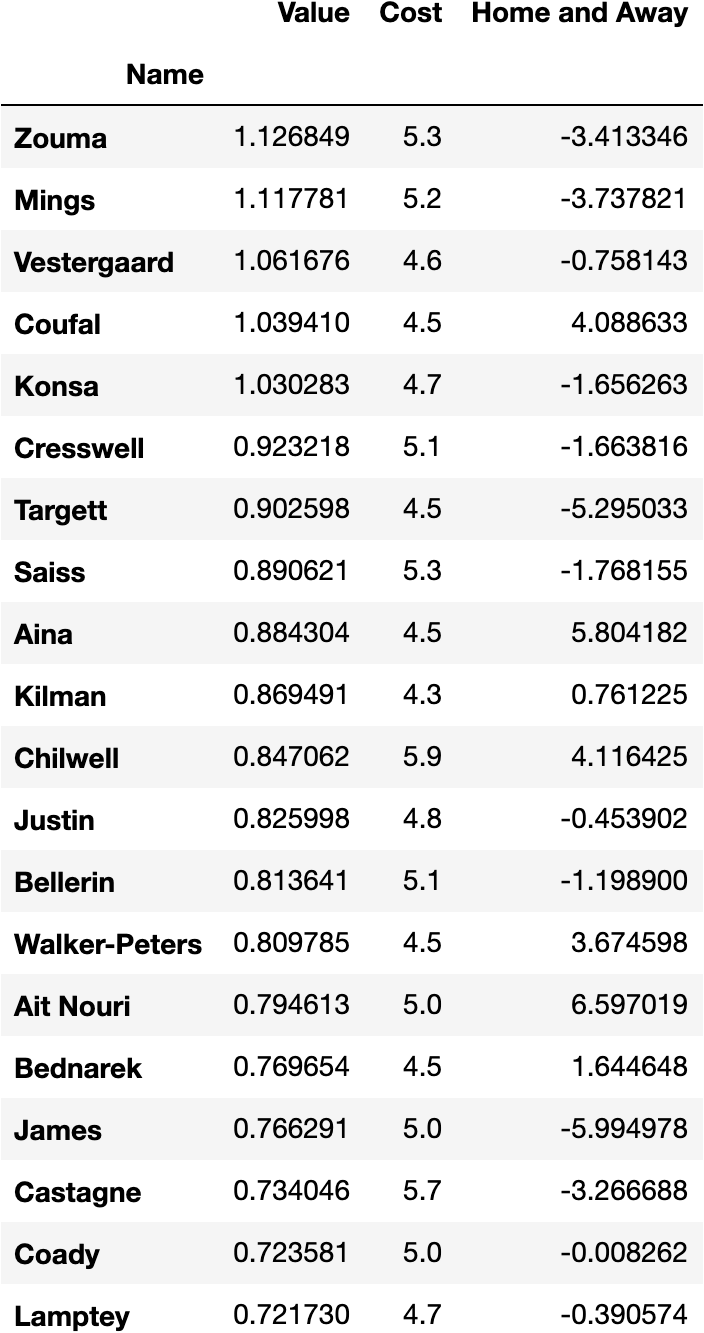 Value Cost Home and Away
Name
Zouma 1.126849 5.3 -3.413346
Mings 1.117781 5.2 -3.737821
Vestergaard 1.061676 4.6 -0.758143
Coufal 1.039410 4.5 4.088633
Konsa 1.030283 4.7 -1.656263
Cresswell 0.923218 5.1 -1.663816
Targett 0.902598 4.5 -5.295033
Saiss 0.890621 5.3 -1.768155
Aina 0.884304 4.5 5.804182
Kilman 0.869491 4.3 0.761225
Chilwell 0.847062 5.9 4.116425
Justin 0.825998 4.8 -0.453902
Bellerin 0.813641 5.1 -1.198900
Walker-Peters 0.809785 4.5 3.674598
Ait Nouri 0.794613 5.0 6.597019
Bednarek 0.769654 4.5 1.644648
James 0.766291 5.0 -5.994978
Castagne 0.734046 5.7 -3.266688
Coady 0.723581 5.0 -0.008262
Lamptey 0.721730 4.7 -0.390574